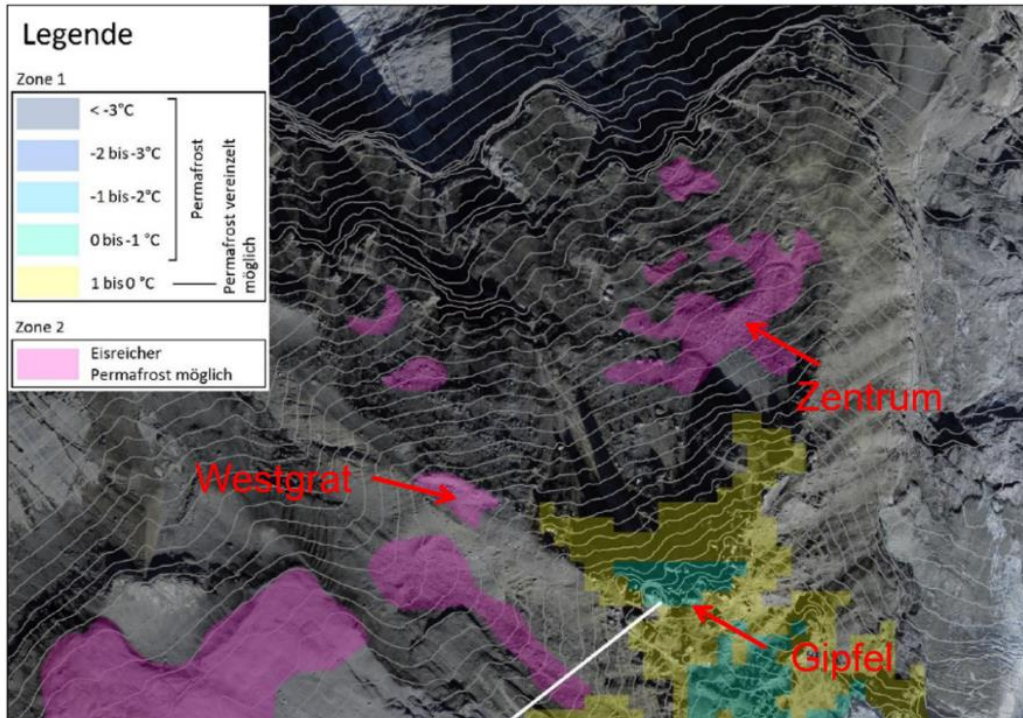 Legende
Zone 1
< -3°C
-2 bis -3°C
-1 bis -2°C
0 bis -1 °C
1 bis 0 °C
Permafrost
Permafrost vereinzelt
möglich
Zone 2
Eisreicher
Permafrost möglich
Zentrum
Westgrat
Gipfel